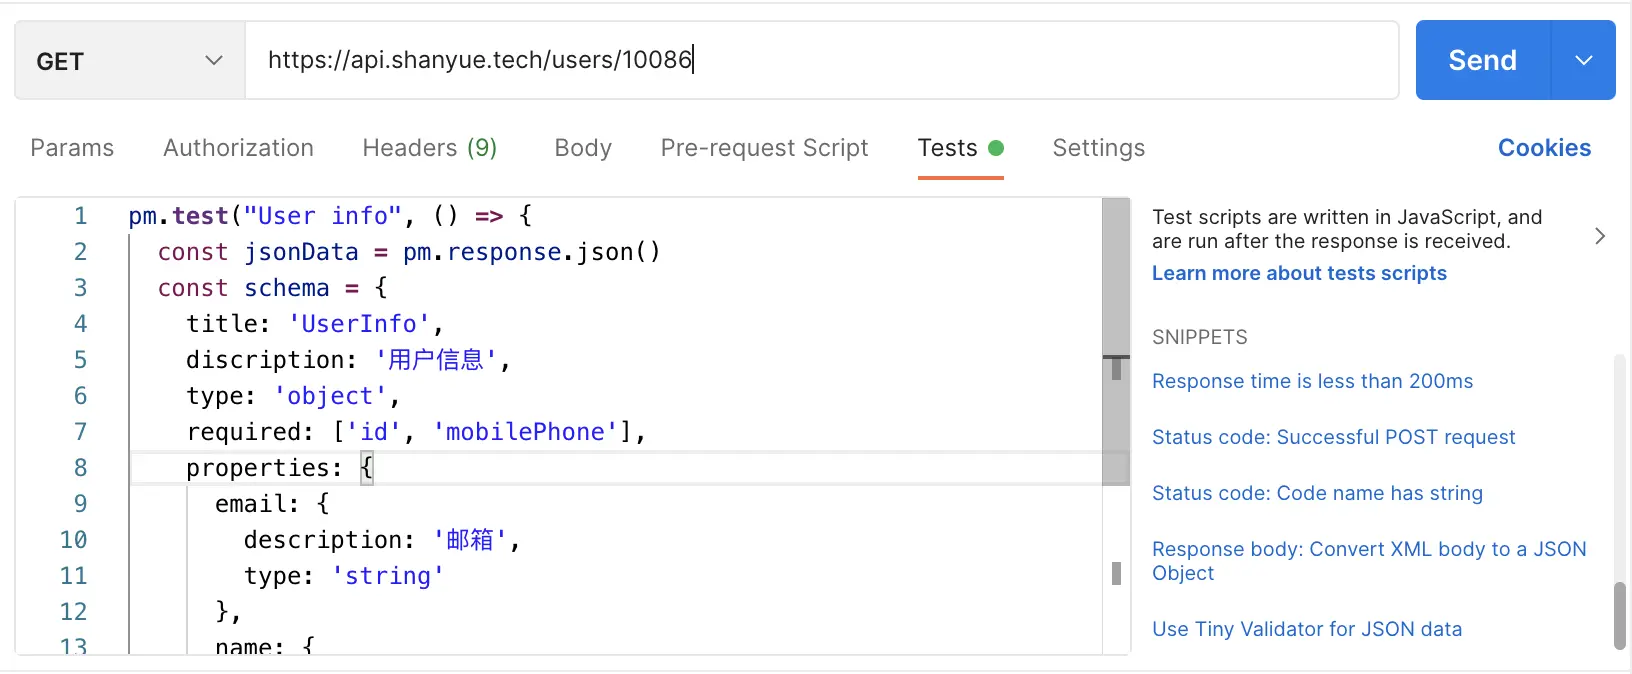 GET
https://api.shanyue.tech/users/10086
Send
Params
Authorization
Headers (9)
Body
Pre-request Script
Tests
Settings
Cookies
1 pm.test("User info", () => {
2 const jsonData = pm.response.json()
3 const schema = {
4 title: 'UserInfo',
5 discription: '用户信息',
6 type: 'object',
7 required: ['id', 'mobilePhone'],
8 properties: {
9 email: {
10 description: '邮箱',
11 type: 'string'
12 },
13 name: {
Test scripts are written in JavaScript, and
are run after the response is received.
Learn more about tests scripts
SNIPPETS
Response time is less than 200ms
Status code: Successful POST request
Status code: Code name has string
Response body: Convert XML body to a JSON
Object
Use Tiny Validator for JSON data